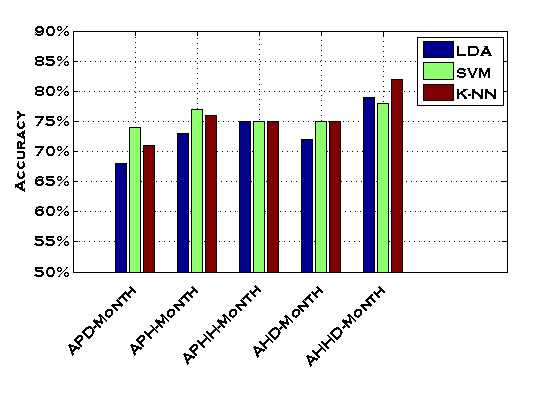 90%
85%
80%
75%
70%
65%
60%
55%
50%
Accuracy
LDA
SVM
K-NN
APD-Month
APH-Month
APHH-Month
AHD-Month
AHHD-Month